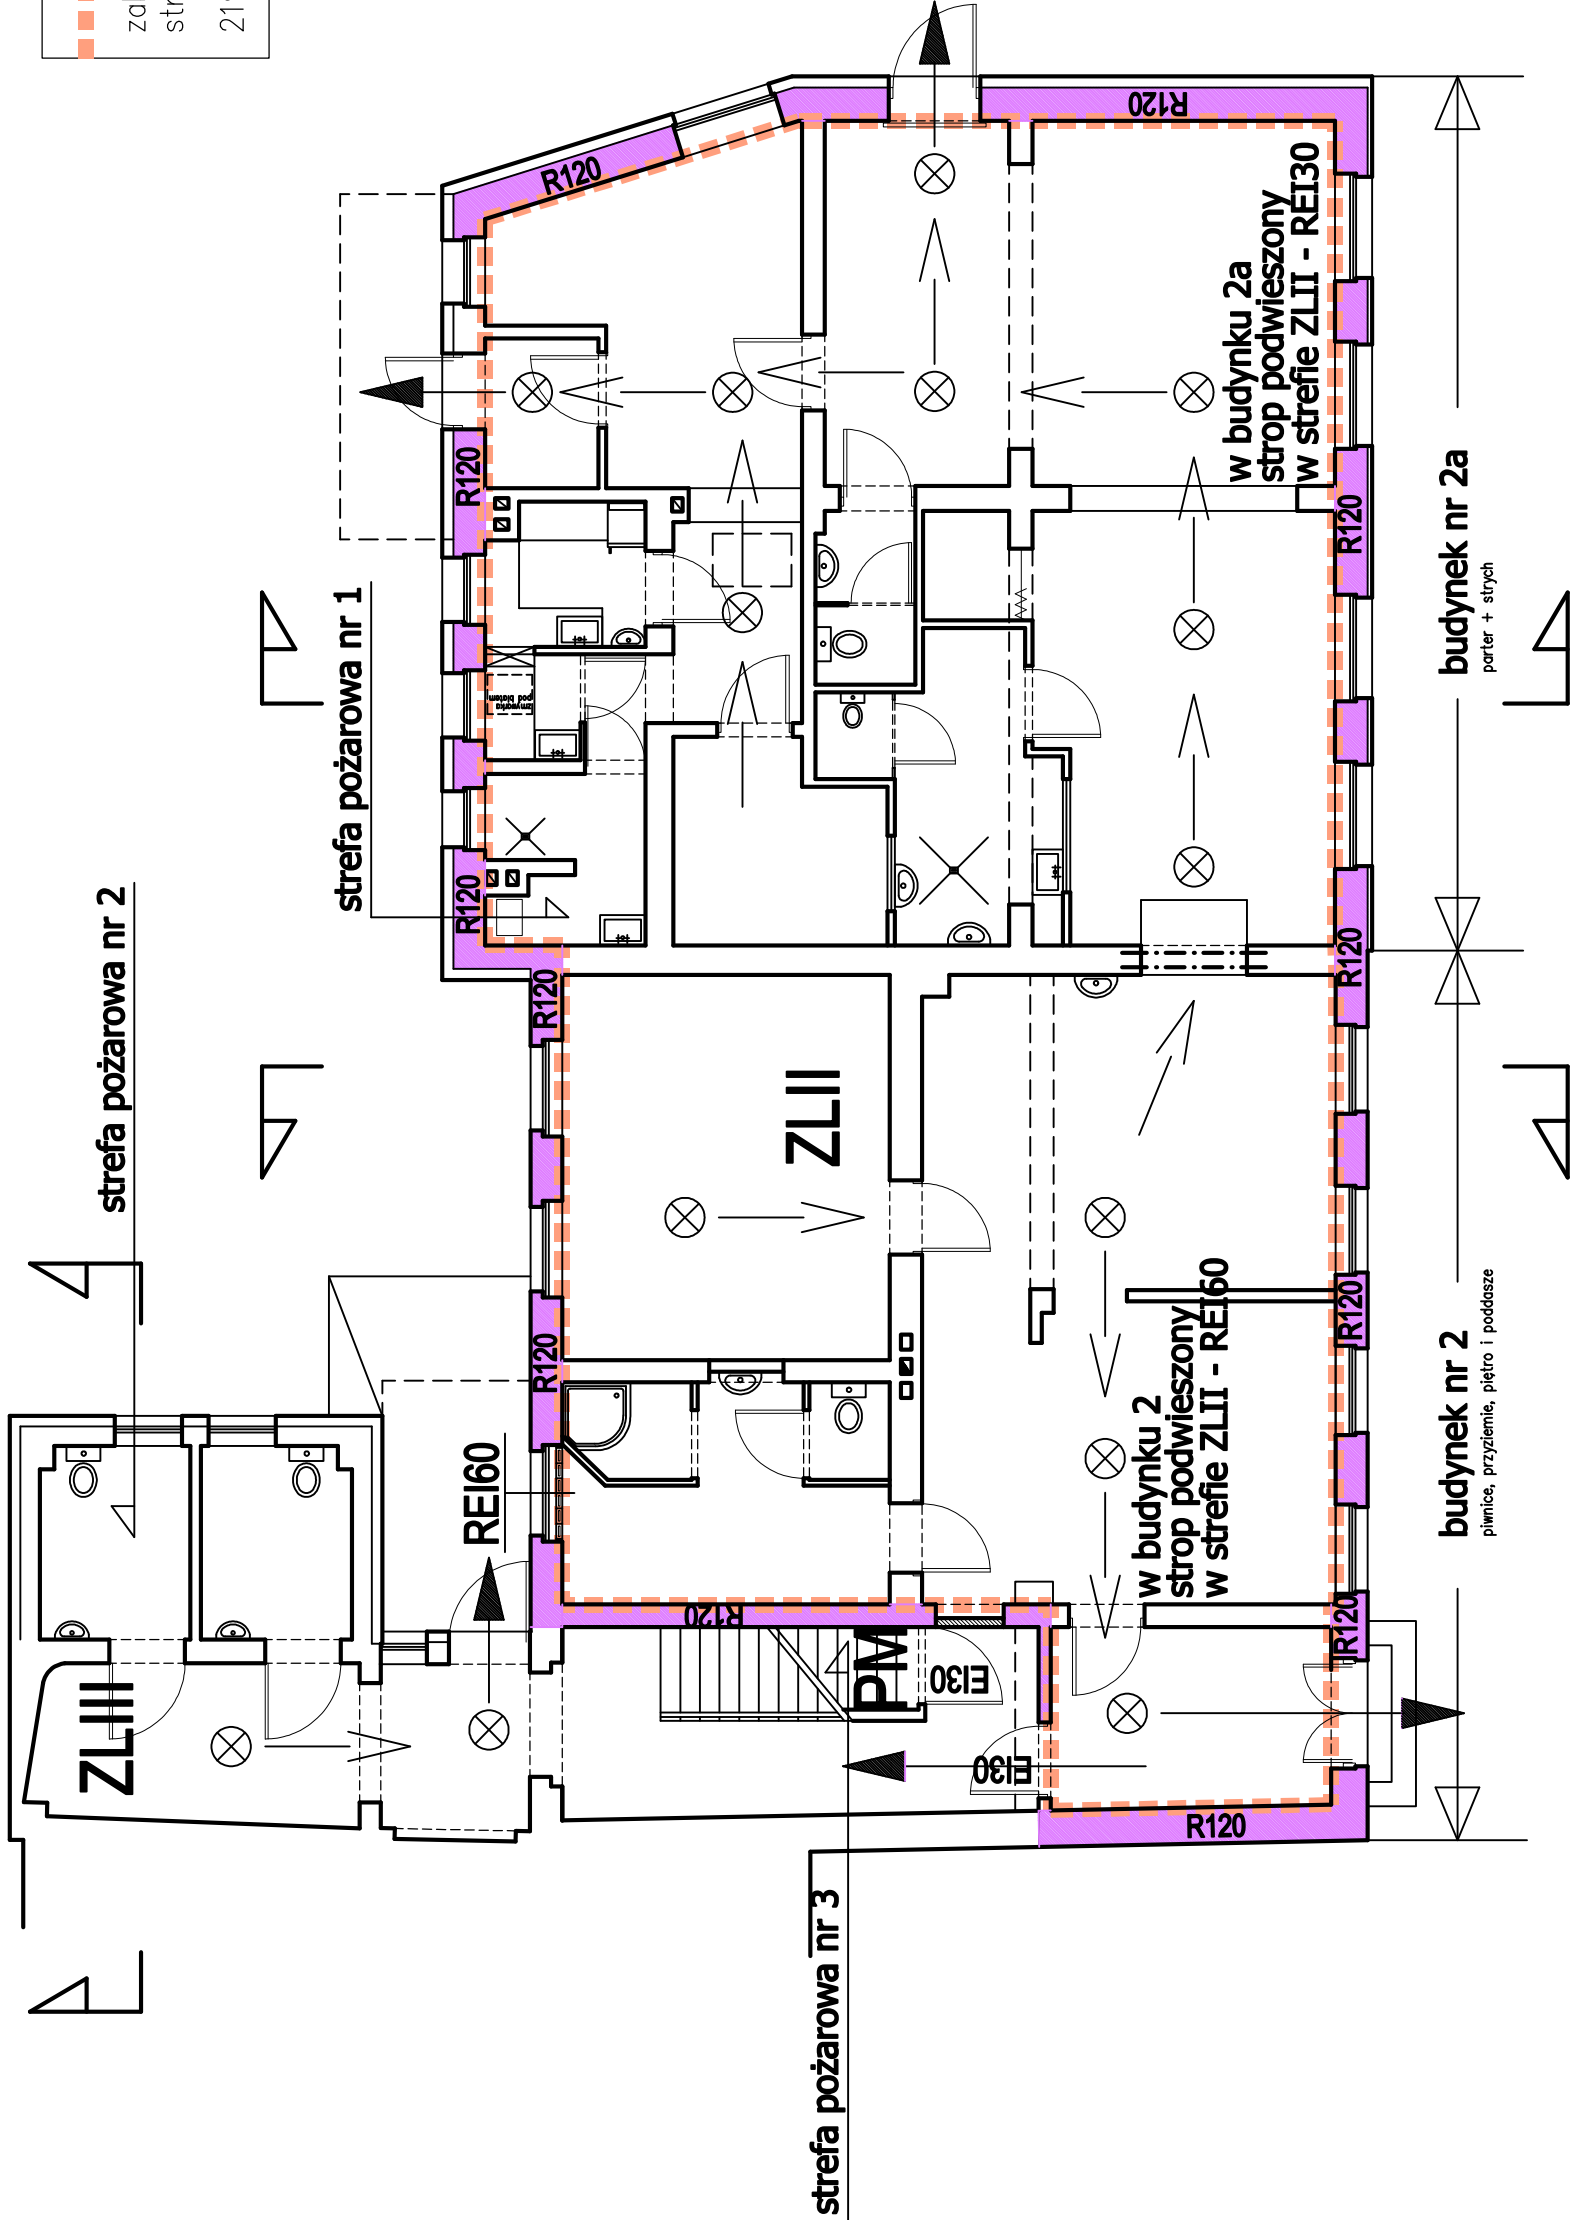 strefa pożarowa nr 2
strefa pożarowa nr 1
strefa pożarowa nr 3
ZLIII
ZLII
PM
REI60
EI30
EI30
R120
R120
R120
R120
R120
R120
R120
R120
R120
R120
R120
R120
R120
w budynku 2a
strop podwieszony
w strefie ZLII - REI30
w budynku 2
strop podwieszony
w strefie ZLII - REI60
zmywarka
pod blatem
budynek nr 2a
parter + strych
budynek nr 2
piwnice, przyziemie, piętro i poddasze